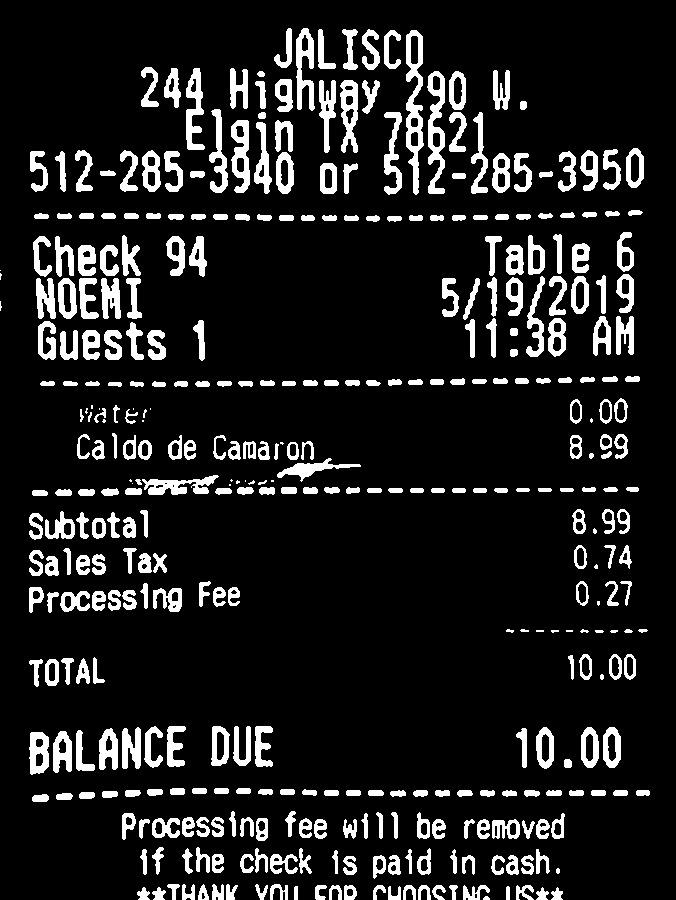 JALISCO
244 Highway 290 W.
Elgin TX 78621
512-285-3940 or 512-285-3950
Check 94 Table 6
NOEMI 5/19/2019
Guests 1 11:38 AM
Water 0.00
Caldo de Camaron 8.99
Subtotal 8.99
Sales Tax 0.74
Processing Fee 0.27
TOTAL 10.00
BALANCE DUE 10.00
Processing fee will be removed
if the check is paid in cash.
**THANK YOU FOR CHOOSING US**